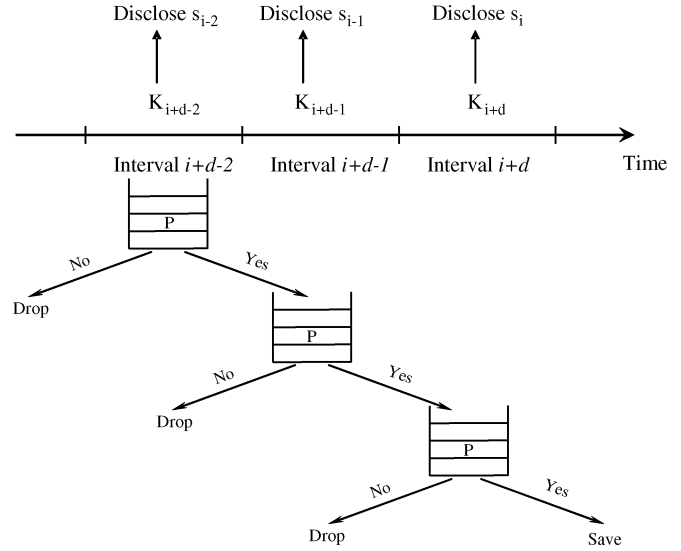 Disclose s_{i-2} Disclose s_{i-1} Disclose s_i
K_{i+d-2} K_{i+d-1} K_{i+d}
Interval i+d-2 Interval i+d-1 Interval i+d Time
P
No Yes
Drop
P
No Yes
Drop
P
No Yes
Drop Save